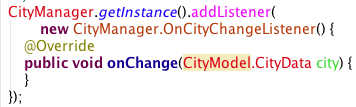 CityManager.getInstance().addListener(
new CityManager.OnCityChangeListener() {
@Override
public void onChange(CityModel.CityData city) {
}
});